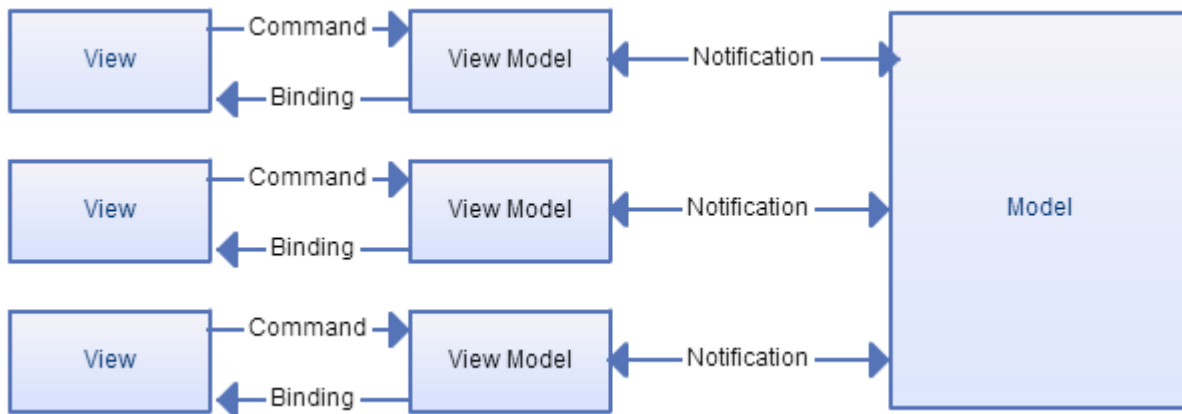 Command
View
View Model
Notification
Binding
Command
View
View Model
Notification
Model
Binding
Command
View
View Model
Notification
Binding